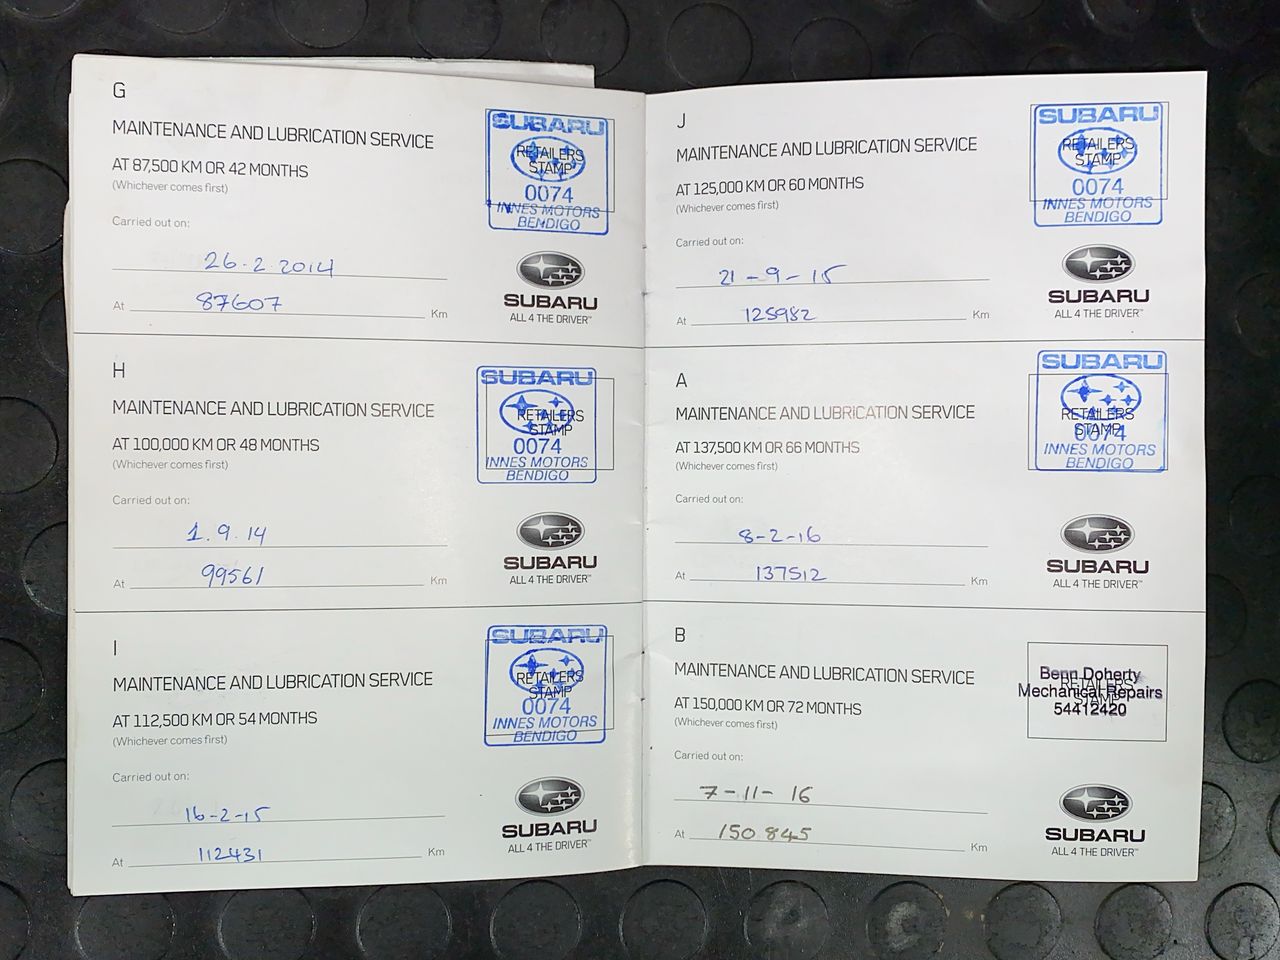 G
MAINTENANCE AND LUBRICATION SERVICE
AT 87,500 KM OR 42 MONTHS
(Whichever comes first)
Carried out on:
26-2-2014
At 87607 Km
SUBARU
RETAILERS
STAMP
0074
INNES MOTORS
BENDIGO
SUBARU
ALL 4 THE DRIVER™
H
MAINTENANCE AND LUBRICATION SERVICE
AT 100,000 KM OR 48 MONTHS
(Whichever comes first)
Carried out on:
1.9.14
At 99561 Km
SUBARU
RETAILERS
STAMP
0074
INNES MOTORS
BENDIGO
SUBARU
ALL 4 THE DRIVER™
I
MAINTENANCE AND LUBRICATION SERVICE
AT 112,500 KM OR 54 MONTHS
(Whichever comes first)
Carried out on:
16-2-15
At 112431 Km
SUBARU
RETAILERS
STAMP
0074
INNES MOTORS
BENDIGO
SUBARU
ALL 4 THE DRIVER™
J
MAINTENANCE AND LUBRICATION SERVICE
AT 125,000 KM OR 60 MONTHS
(Whichever comes first)
Carried out on:
21-9-15
At 125982 Km
SUBARU
RETAILERS
STAMP
0074
INNES MOTORS
BENDIGO
SUBARU
ALL 4 THE DRIVER™
A
MAINTENANCE AND LUBRICATION SERVICE
AT 137,500 KM OR 66 MONTHS
(Whichever comes first)
Carried out on:
8-2-16
At 137512 Km
SUBARU
RETAILERS
STAMP
0074
INNES MOTORS
BENDIGO
SUBARU
ALL 4 THE DRIVER™
B
MAINTENANCE AND LUBRICATION SERVICE
AT 150,000 KM OR 72 MONTHS
(Whichever comes first)
Carried out on:
7-11-16
At 150 845 Km
Benn Doherty
RETAILERS
Mechanical Repairs
STAMP
54412420
SUBARU
ALL 4 THE DRIVER™